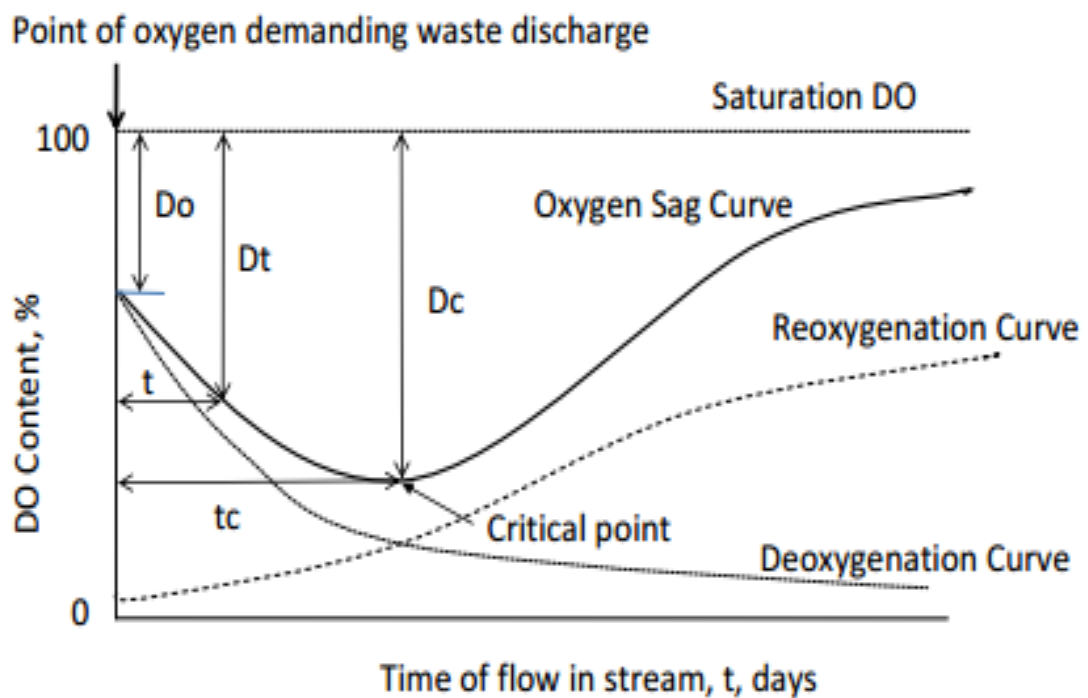 Point of oxygen demanding waste discharge
Saturation DO
100
Do
Oxygen Sag Curve
Dt
Dc
Reoxygenation Curve
t
tc
Critical point
Deoxygenation Curve
0
DO Content, %
Time of flow in stream, t, days